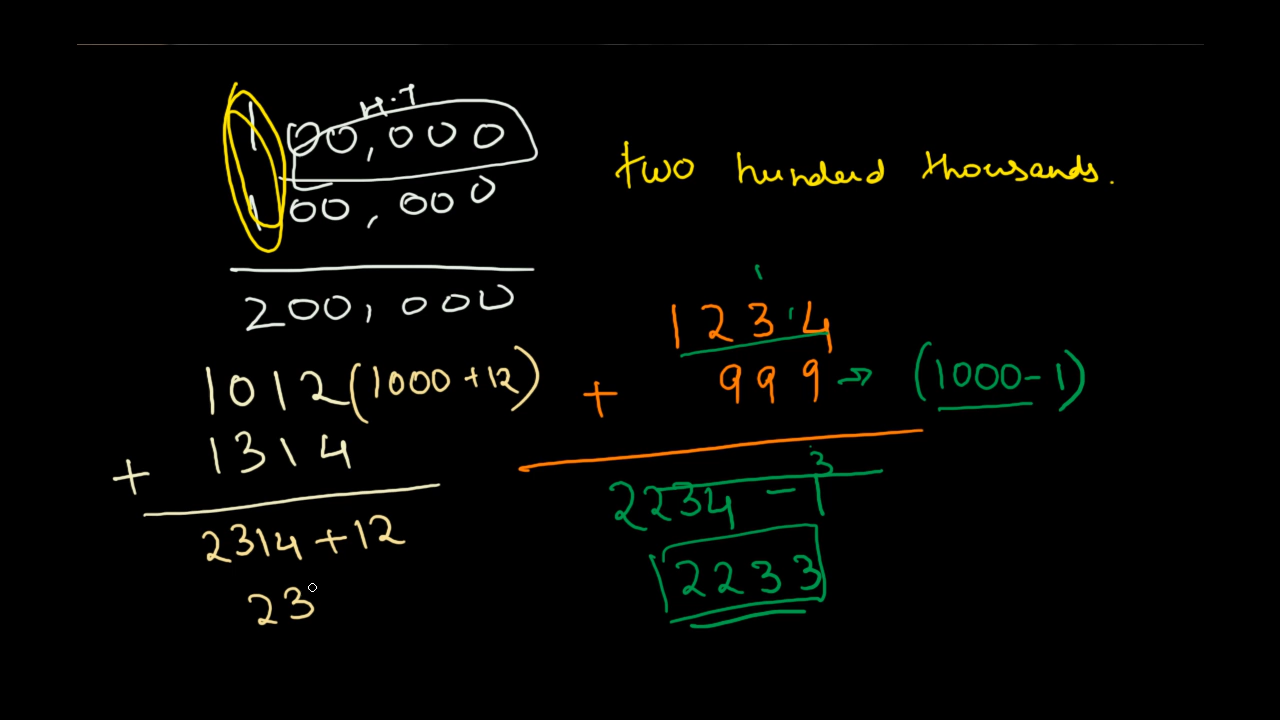 H.T
100,000
100,000
two hundred thousands.
200,000
1234
1012 (1000 + 12)
+ 999 → (1000 - 1)
+ 1314
2314 + 12
2234 - 1
3
23
2233